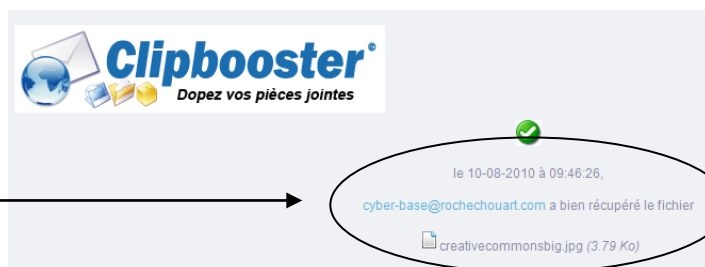 Clipbooster®
Dopez vos pièces jointes
le 10-08-2010 à 09:46:26,
cyber-base@rochechouart.com a bien récupéré le fichier
creativecommonsbig.jpg (3.79 Ko)